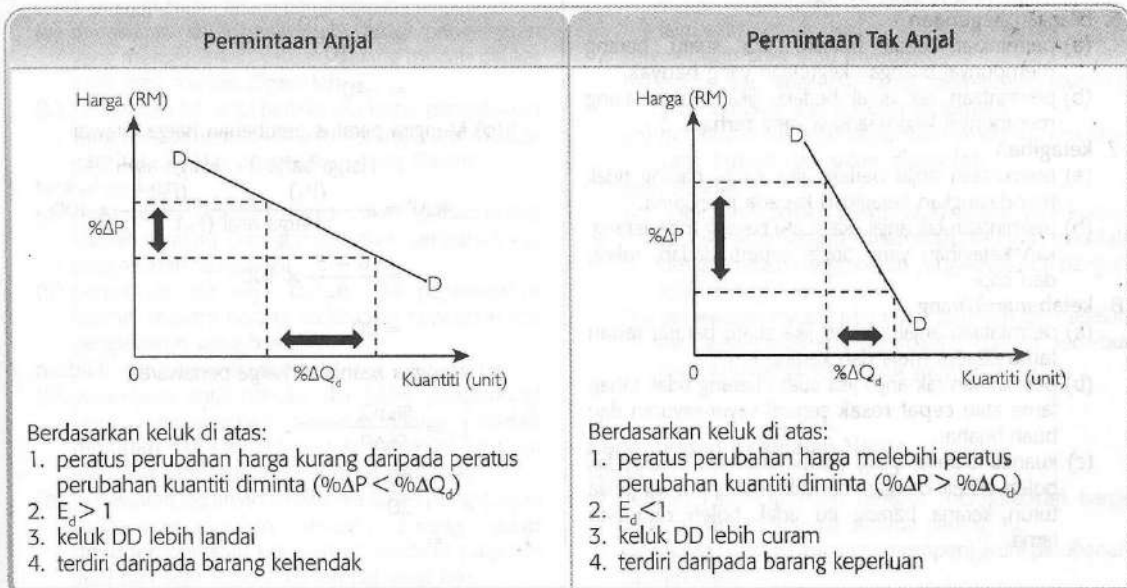 Permintaan Anjal
Harga (RM)
D
%ΔP
D
0
%ΔQd
Kuantiti (unit)
Berdasarkan keluk di atas:
1. peratus perubahan harga kurang daripada peratus
perubahan kuantiti diminta (%ΔP < %ΔQd)
2. Ed > 1
3. keluk DD lebih landai
4. terdiri daripada barang kehendak
Permintaan Tak Anjal
Harga (RM)
D
%ΔP
D
0
%ΔQd
Kuantiti (unit)
Berdasarkan keluk di atas:
1. peratus perubahan harga melebihi peratus
perubahan kuantiti diminta (%ΔP > %ΔQd)
2. Ed <1
3. keluk DD lebih curam
4. terdiri daripada barang keperluan